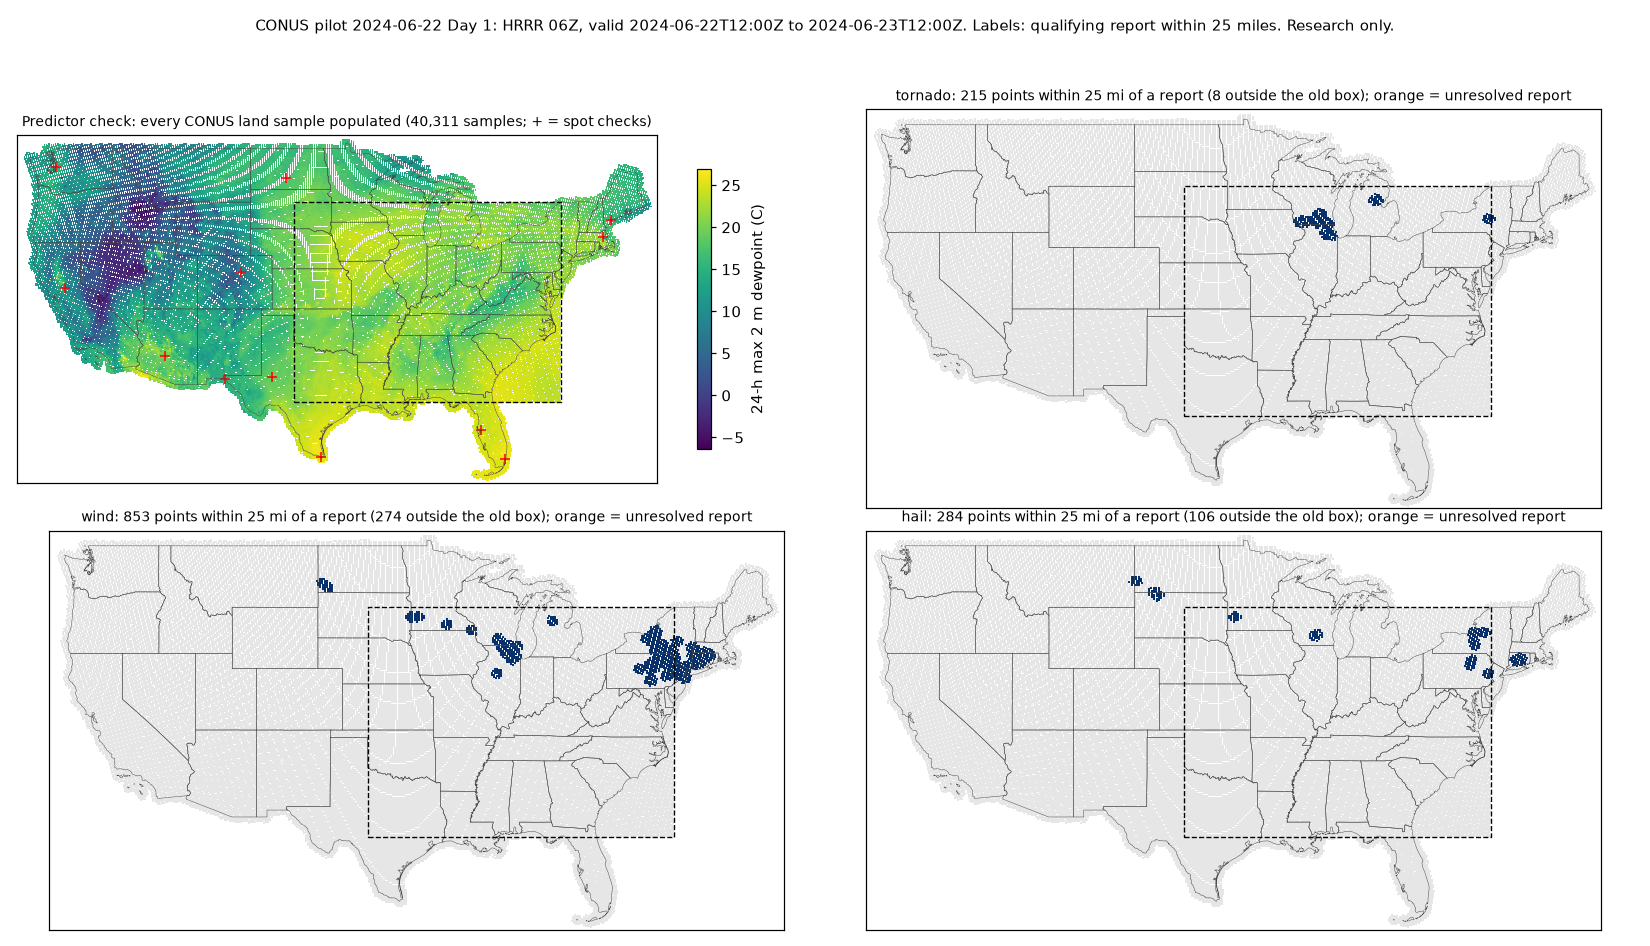 CONUS pilot 2024-06-22 Day 1: HRRR 06Z, valid 2024-06-22T12:00Z to 2024-06-23T12:00Z. Labels: qualifying report within 25 miles. Research only.
Predictor check: every CONUS land sample populated (40,311 samples; + = spot checks)
25
20
15
10
5
0
−5
24-h max 2 m dewpoint (C)
tornado: 215 points within 25 mi of a report (8 outside the old box); orange = unresolved report
wind: 853 points within 25 mi of a report (274 outside the old box); orange = unresolved report
hail: 284 points within 25 mi of a report (106 outside the old box); orange = unresolved report